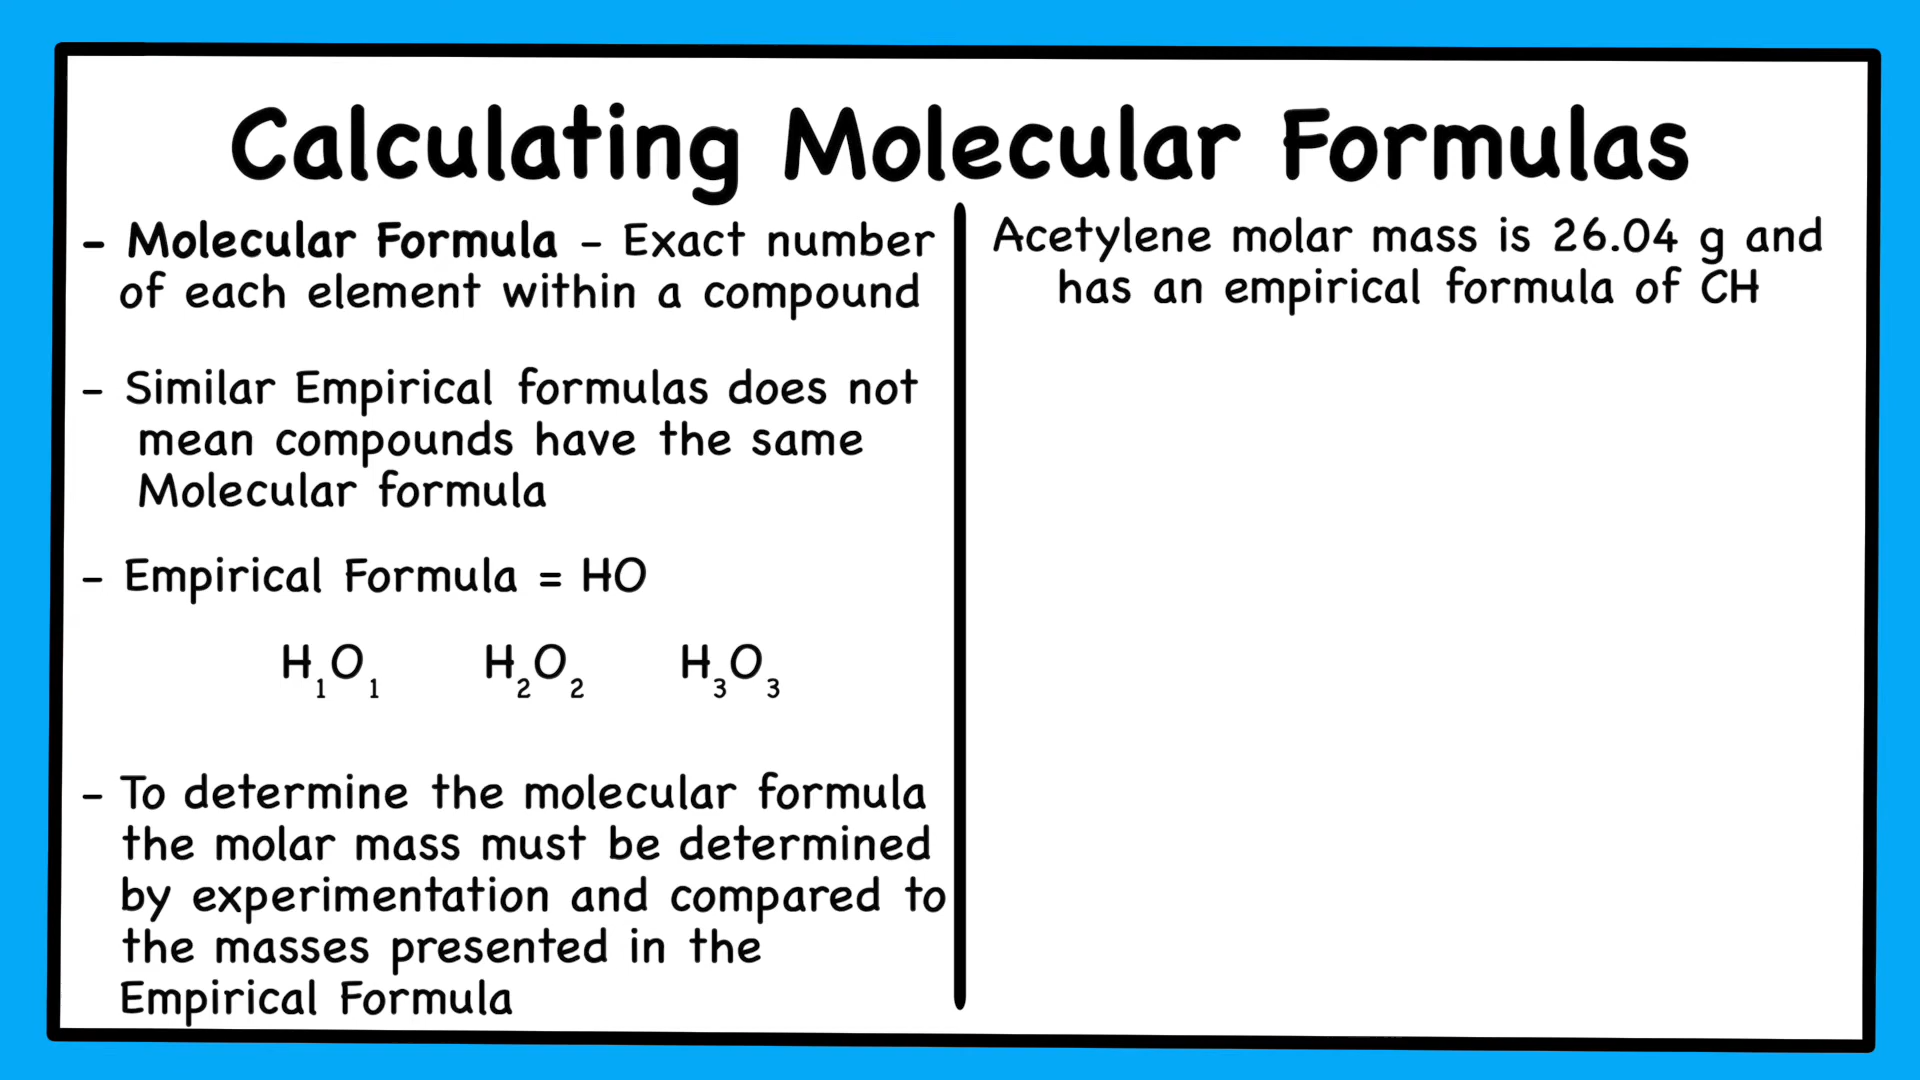 Calculating Molecular Formulas
- Molecular Formula - Exact number
of each element within a compound
- Similar Empirical formulas does not
mean compounds have the same
Molecular formula
- Empirical Formula = HO
H₁O₁ H₂O₂ H₃O₃
- To determine the molecular formula
the molar mass must be determined
by experimentation and compared to
the masses presented in the
Empirical Formula
Acetylene molar mass is 26.04 g and
has an empirical formula of CH